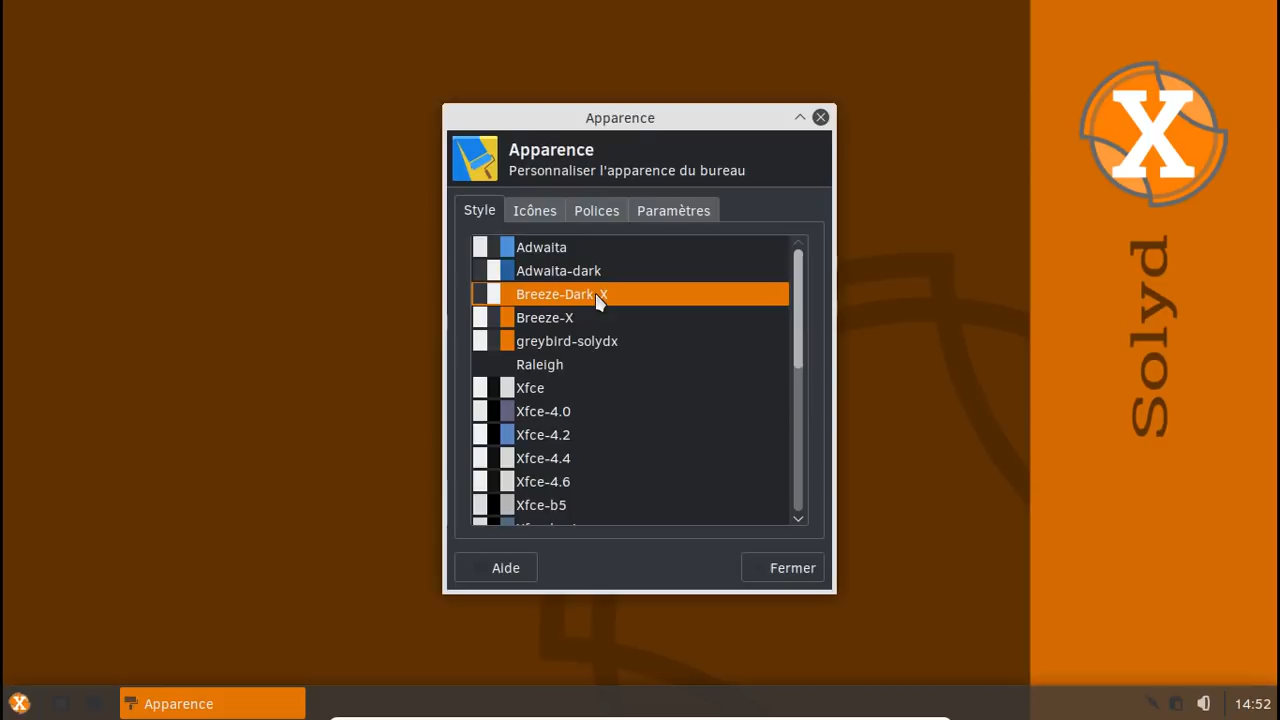 Apparence
Apparence
Personnaliser l'apparence du bureau
Style
Icônes
Polices
Paramètres
Adwaita
Adwaita-dark
Breeze-Dark-X
Breeze-X
greybird-solydx
Raleigh
Xfce
Xfce-4.0
Xfce-4.2
Xfce-4.4
Xfce-4.6
Xfce-b5
Aide
Fermer
X
Solyd
Apparence
14:52